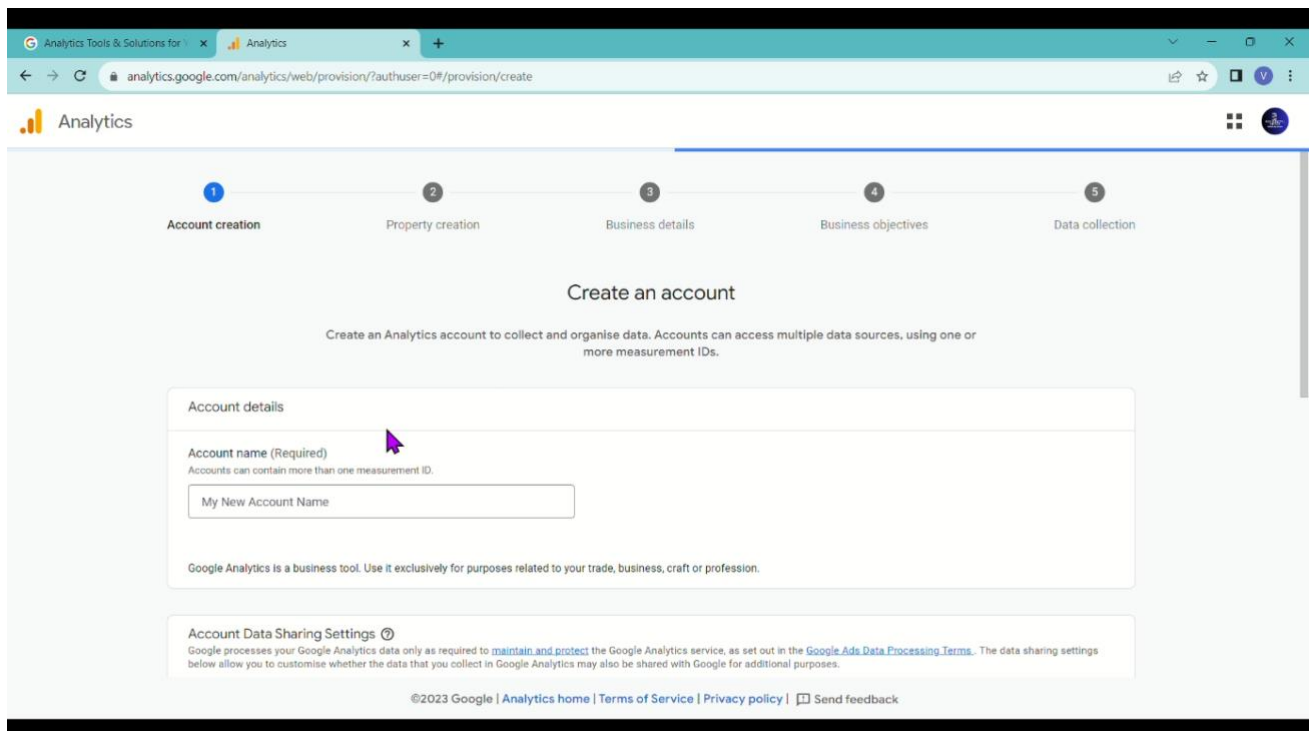 Analytics Tools & Solutions for
Analytics
analytics.google.com/analytics/web/provision/?authuser=0#/provision/create
V
Analytics
1
2
3
4
5
Account creation
Property creation
Business details
Business objectives
Data collection
Create an account
Create an Analytics account to collect and organise data. Accounts can access multiple data sources, using one or
more measurement IDs.
Account details
Account name (Required)
Accounts can contain more than one measurement ID.
My New Account Name
Google Analytics is a business tool. Use it exclusively for purposes related to your trade, business, craft or profession.
Account Data Sharing Settings
Google processes your Google Analytics data only as required to maintain and protect the Google Analytics service, as set out in the Google Ads Data Processing Terms. The data sharing settings
below allow you to customise whether the data that you collect in Google Analytics may also be shared with Google for additional purposes.
©2023 Google | Analytics home | Terms of Service | Privacy policy | Send feedback